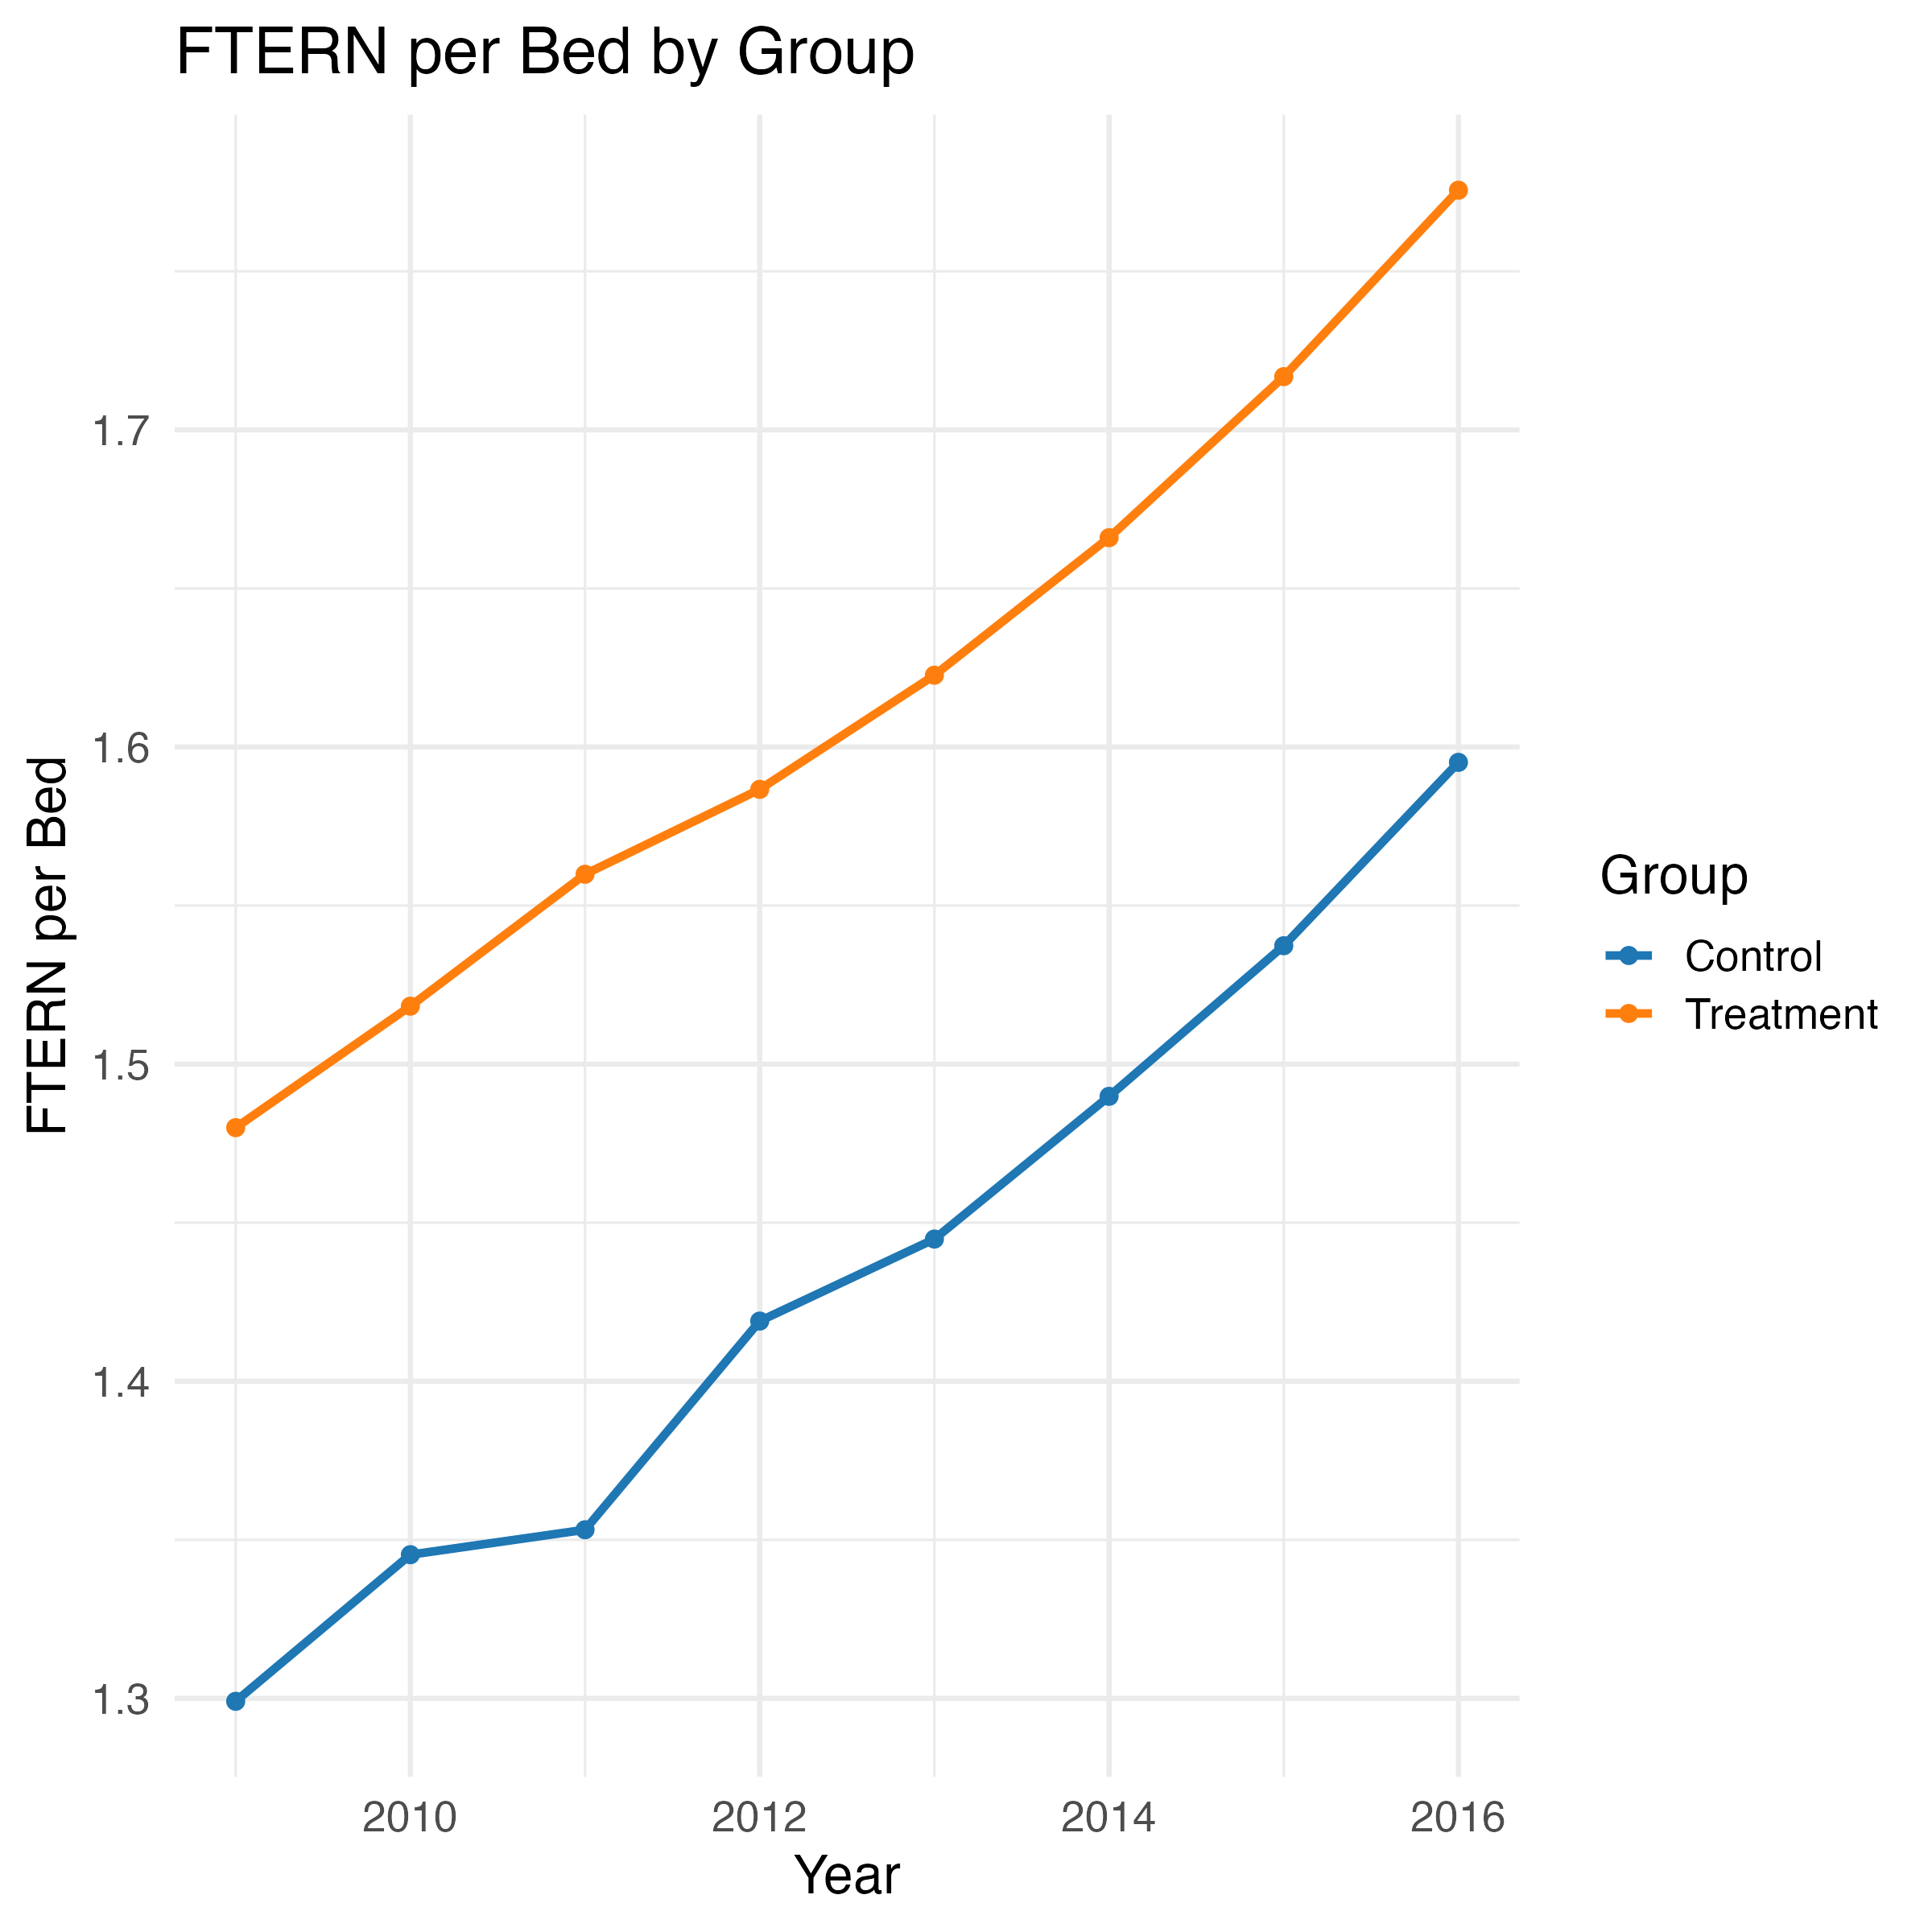 FTERN per Bed by Group
FTERN per Bed
1.7
1.6
1.5
1.4
1.3
2010
2012
2014
2016
Year
Group
Control
Treatment